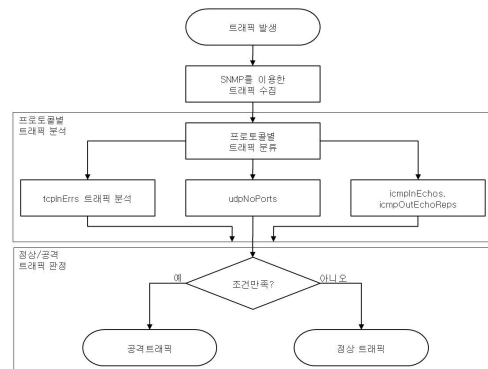 트래픽 발생
SNMP를 이용한
트래픽 수집
프로토콜별
트래픽 분석
프로토콜별
트래픽 분류
tcpInErrs 트래픽 분석
udpNoPorts
icmpInEchos,
icmpOutEchoReps
정상/공격
트래픽 판정
조건만족?
예
아니오
공격트래픽
정상 트래픽